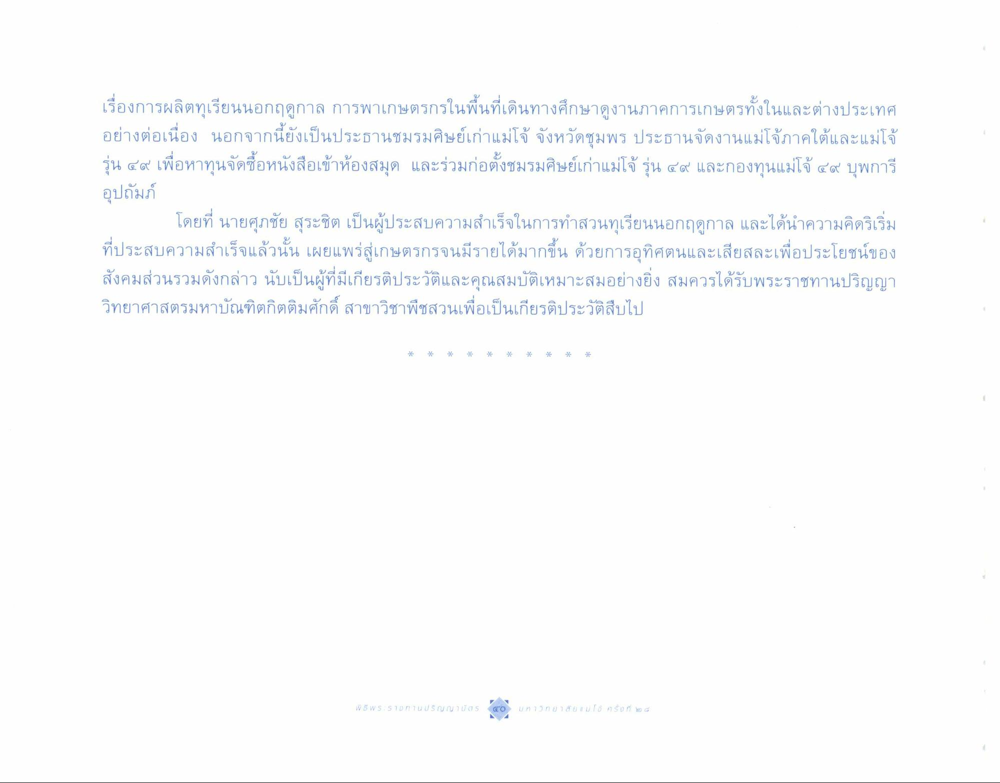 เรื่องการผลิตทุเรียนนอกฤดูกาล การพาเกษตรกรในพื้นที่เดินทางศึกษาดูงานภาคการเกษตรทั้งในและต่างประเทศ
อย่างต่อเนื่อง นอกจากนี้ยังเป็นประธานชมรมศิษย์เก่าแม่โจ้ จังหวัดชุมพร ประธานจัดงานแม่โจ้ภาคใต้และแม่โจ้
รุ่น ๔๙ เพื่อหาทุนจัดซื้อหนังสือเข้าห้องสมุด และร่วมก่อตั้งชมรมศิษย์เก่าแม่โจ้ รุ่น ๔๙ และกองทุนแม่โจ้ ๔๙ บุพการี
อุปถัมภ์
โดยที่ นายศุภชัย สุระชิต เป็นผู้ประสบความสำเร็จในการทำสวนทุเรียนนอกฤดูกาล และได้นำความคิดริเริ่ม
ที่ประสบความสำเร็จแล้วนั้น เผยแพร่สู่เกษตรกรจนมีรายได้มากขึ้น ด้วยการอุทิศตนและเสียสละเพื่อประโยชน์ของ
สังคมส่วนรวมดังกล่าว นับเป็นผู้ที่มีเกียรติประวัติและคุณสมบัติเหมาะสมอย่างยิ่ง สมควรได้รับพระราชทานปริญญา
วิทยาศาสตรมหาบัณฑิตกิตติมศักดิ์ สาขาวิชาพืชสวนเพื่อเป็นเกียรติประวัติสืบไป
* * * * * * * * * *
พิธีพระราชทานปริญญาบัตร ๔๐ มหาวิทยาลัยแม่โจ้ ครั้งที่ ๒๘